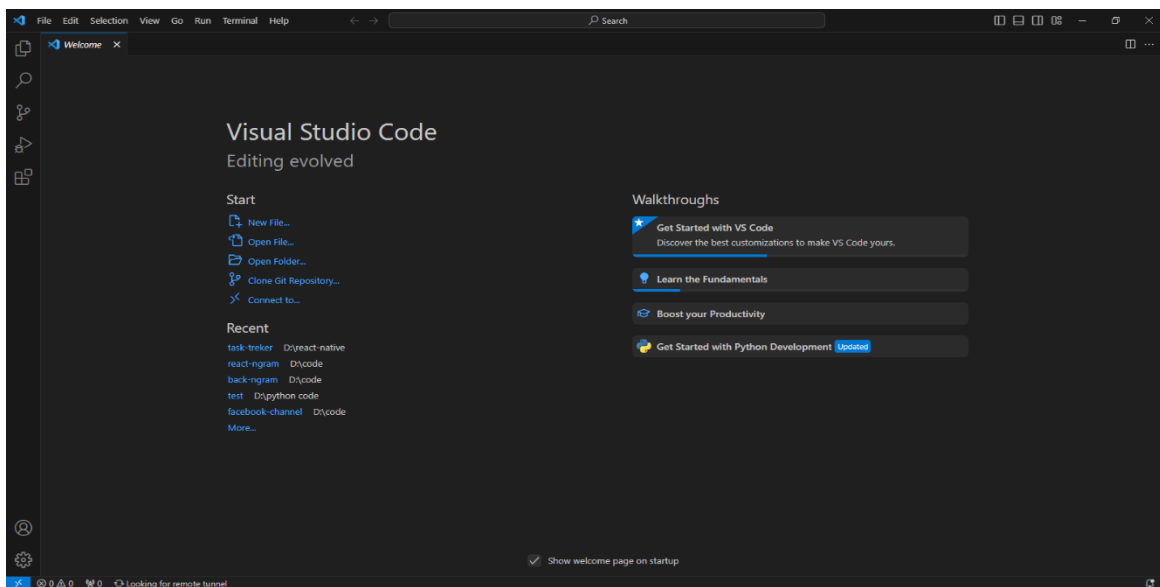 File Edit Selection View Go Run Terminal Help
Search
Welcome
Visual Studio Code
Editing evolved
Start
New File...
Open File...
Open Folder...
Clone Git Repository...
Connect to...
Recent
task-treker D:\react-native
react-ngram D:\code
back-ngram D:\code
test D:\python code
facebook-channel D:\code
More...
Walkthroughs
Get Started with VS Code
Discover the best customizations to make VS Code yours.
Learn the Fundamentals
Boost your Productivity
Get Started with Python Development Updated
Show welcome page on startup
0 0 0 Looking for remote tunnel